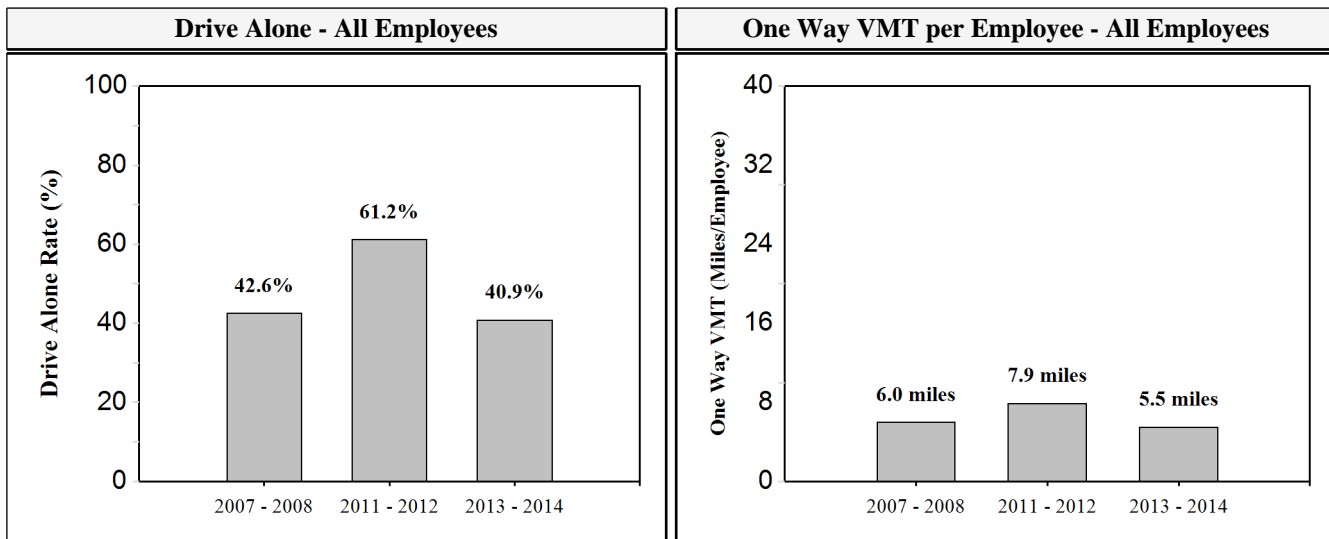 Drive Alone - All Employees
Drive Alone Rate (%)
100
80
60
40
20
0
42.6%
61.2%
40.9%
2007 - 2008
2011 - 2012
2013 - 2014
One Way VMT per Employee - All Employees
One Way VMT (Miles/Employee)
40
32
24
16
8
0
6.0 miles
7.9 miles
5.5 miles
2007 - 2008
2011 - 2012
2013 - 2014